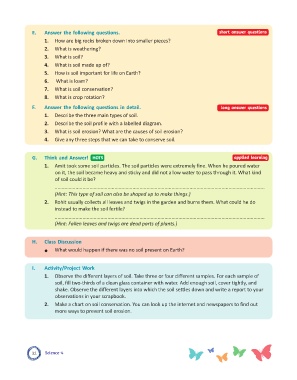 E. Answer the following questions. short answer questions
1. How are big rocks broken down into smaller pieces?
2. What is weathering?
3. What is soil?
4. What is soil made up of?
5. How is soil important for life on Earth?
6. What is loam?
7. What is soil conservation?
8. What is crop rotation?
F. Answer the following questions in detail. long answer questions
1. Describe the three main types of soil.
2. Describe the soil profile with a labelled diagram.
3. What is soil erosion? What are the causes of soil erosion?
4. Give any three steps that we can take to conserve soil.
G. Think and Answer! HOTS applied learning
1. Amit took some soil particles. The soil particles were extremely fine. When he poured water
on it, the soil became heavy and sticky and did not allow water to pass through it. What kind
of soil could it be?
(Hint: This type of soil can also be shaped up to make things.)
2. Rohit usually collects all leaves and twigs in the garden and burns them. What could he do
instead to make the soil fertile?
(Hint: Fallen leaves and twigs are dead parts of plants.)
H. Class Discussion
What would happen if there was no soil present on Earth?
I. Activity/Project Work
1. Observe the different layers of soil. Take three or four different samples. For each sample of
soil, fill two-thirds of a clean glass container with water. Add enough soil, cover tightly, and
shake. Observe the different layers into which the soil settles down and write a report to your
observations in your scrapbook.
2. Make a chart on soil conservation. You can look up the internet and newspapers to find out
more ways to prevent soil erosion.
Science 4